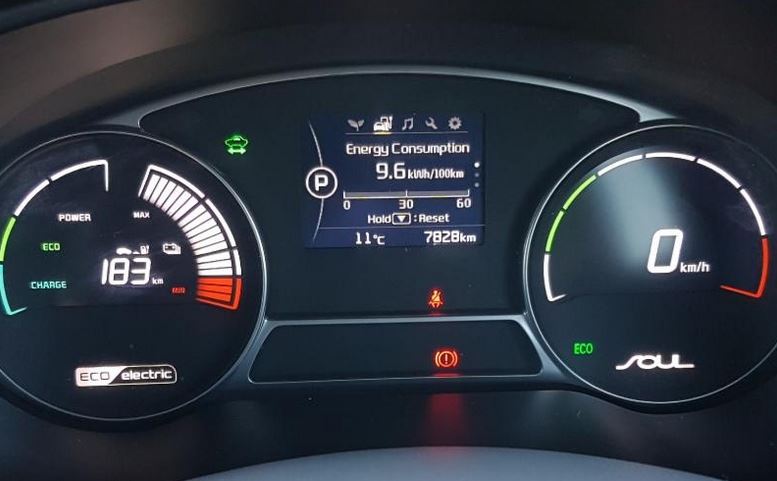 POWER
MAX
ECO
183 km
CHARGE
ECO electric
Energy Consumption
9.6 kWh/100km
P
0 30 60
Hold ▼ : Reset
11°C 7828km
0 km/h
ECO
SOUL